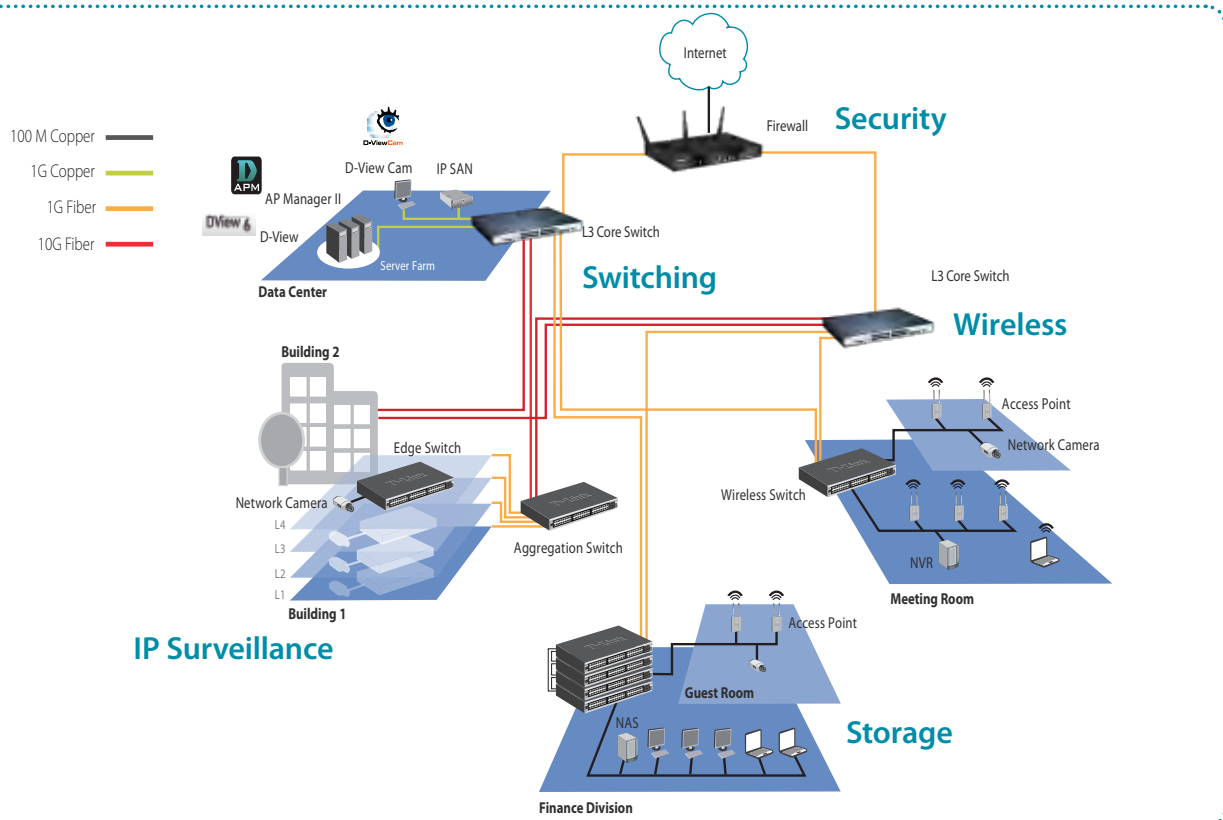 Internet
Firewall
Security
100 M Copper
1G Copper
1G Fiber
10G Fiber
D-ViewCam
D-View Cam
IP SAN
D
APM
AP Manager II
DView 6
D-View
Server Farm
Data Center
L3 Core Switch
Switching
L3 Core Switch
Wireless
Building 2
Edge Switch
Network Camera
L4
L3
L2
L1
Building 1
D-Link
Aggregation Switch
IP Surveillance
Access Point
Network Camera
D-Link
Wireless Switch
NVR
Meeting Room
D-Link
Access Point
Guest Room
NAS
Storage
Finance Division